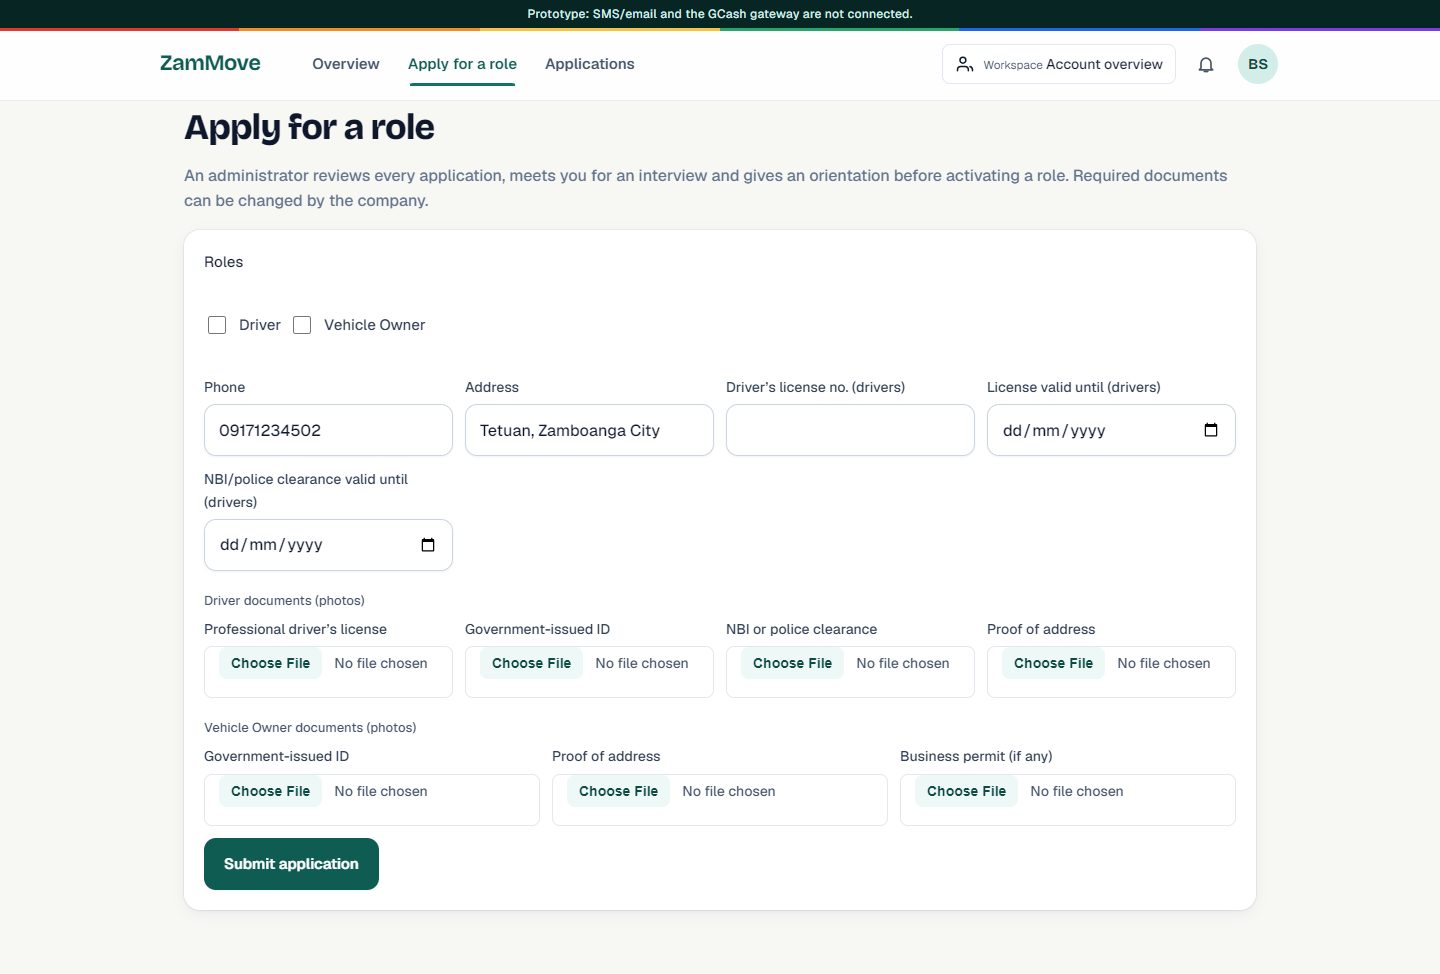 Prototype: SMS/email and the GCash gateway are not connected.
ZamMove
Overview
Apply for a role
Applications
Workspace Account overview
BS
Apply for a role
An administrator reviews every application, meets you for an interview and gives an orientation before activating a role. Required documents
can be changed by the company.
Roles
Driver
Vehicle Owner
Phone
Address
Driver's license no. (drivers)
License valid until (drivers)
09171234502
Tetuan, Zamboanga City
dd/mm/yyyy
NBI/police clearance valid until
(drivers)
dd/mm/yyyy
Driver documents (photos)
Professional driver's license
Government-issued ID
NBI or police clearance
Proof of address
Choose File No file chosen
Choose File No file chosen
Choose File No file chosen
Choose File No file chosen
Vehicle Owner documents (photos)
Government-issued ID
Proof of address
Business permit (if any)
Choose File No file chosen
Choose File No file chosen
Choose File No file chosen
Submit application